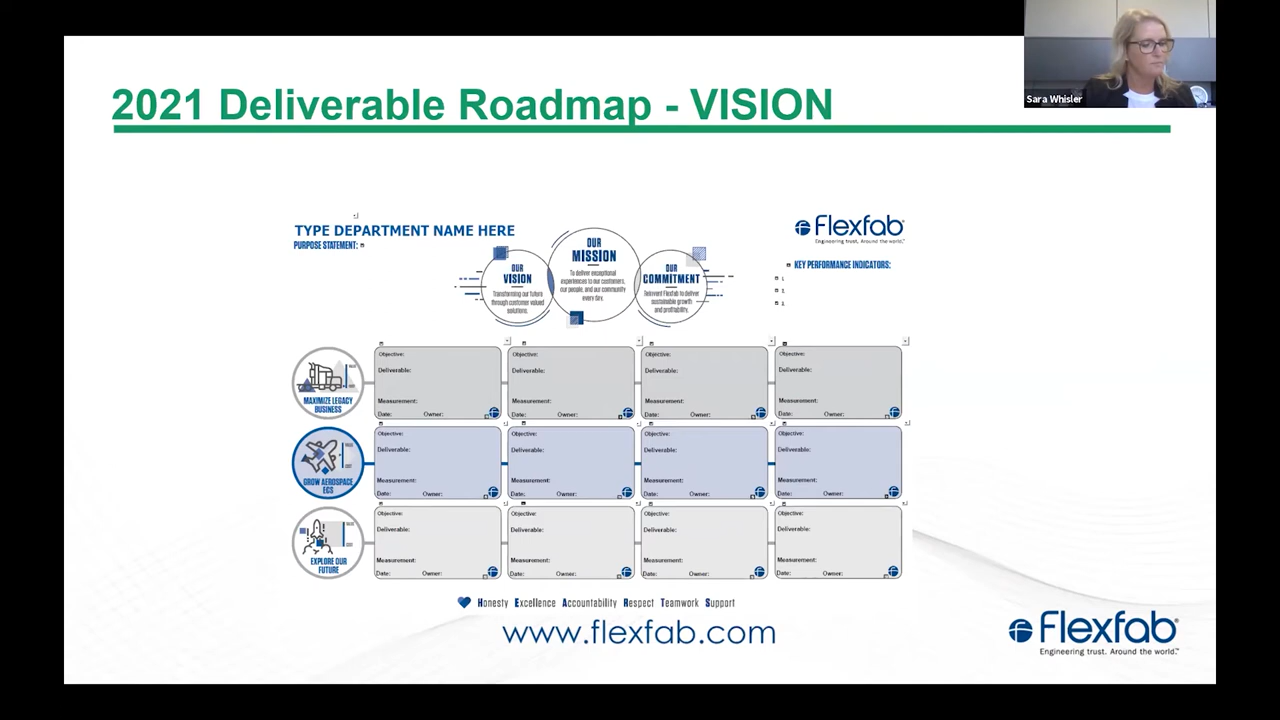 Sara Whisler
2021 Deliverable Roadmap - VISION
TYPE DEPARTMENT NAME HERE
PURPOSE STATEMENT:
OUR
VISION
Transforming our future
through customer valued
solutions.
OUR
MISSION
To deliver exceptional
experiences to our customers,
our people, and our community
every day.
OUR
COMMITMENT
Reinvent Flexfab to deliver
sustainable growth
and profitability.
Flexfab
Engineering trust. Around the world.™
KEY PERFORMANCE INDICATORS:
1.
2.
3.
MAXIMIZE LEGACY
BUSINESS
Objective:
Deliverable:
Measurement:
Date: Owner:
Objective:
Deliverable:
Measurement:
Date: Owner:
Objective:
Deliverable:
Measurement:
Date: Owner:
Objective:
Deliverable:
Measurement:
Date: Owner:
GROW AEROSPACE
ECS
Objective:
Deliverable:
Measurement:
Date: Owner:
Objective:
Deliverable:
Measurement:
Date: Owner:
Objective:
Deliverable:
Measurement:
Date: Owner:
Objective:
Deliverable:
Measurement:
Date: Owner:
EXPLORE OUR
FUTURE
Objective:
Deliverable:
Measurement:
Date: Owner:
Objective:
Deliverable:
Measurement:
Date: Owner:
Objective:
Deliverable:
Measurement:
Date: Owner:
Objective:
Deliverable:
Measurement:
Date: Owner:
Honesty Excellence Accountability Respect Teamwork Support
www.flexfab.com
Flexfab®
Engineering trust. Around the world.™